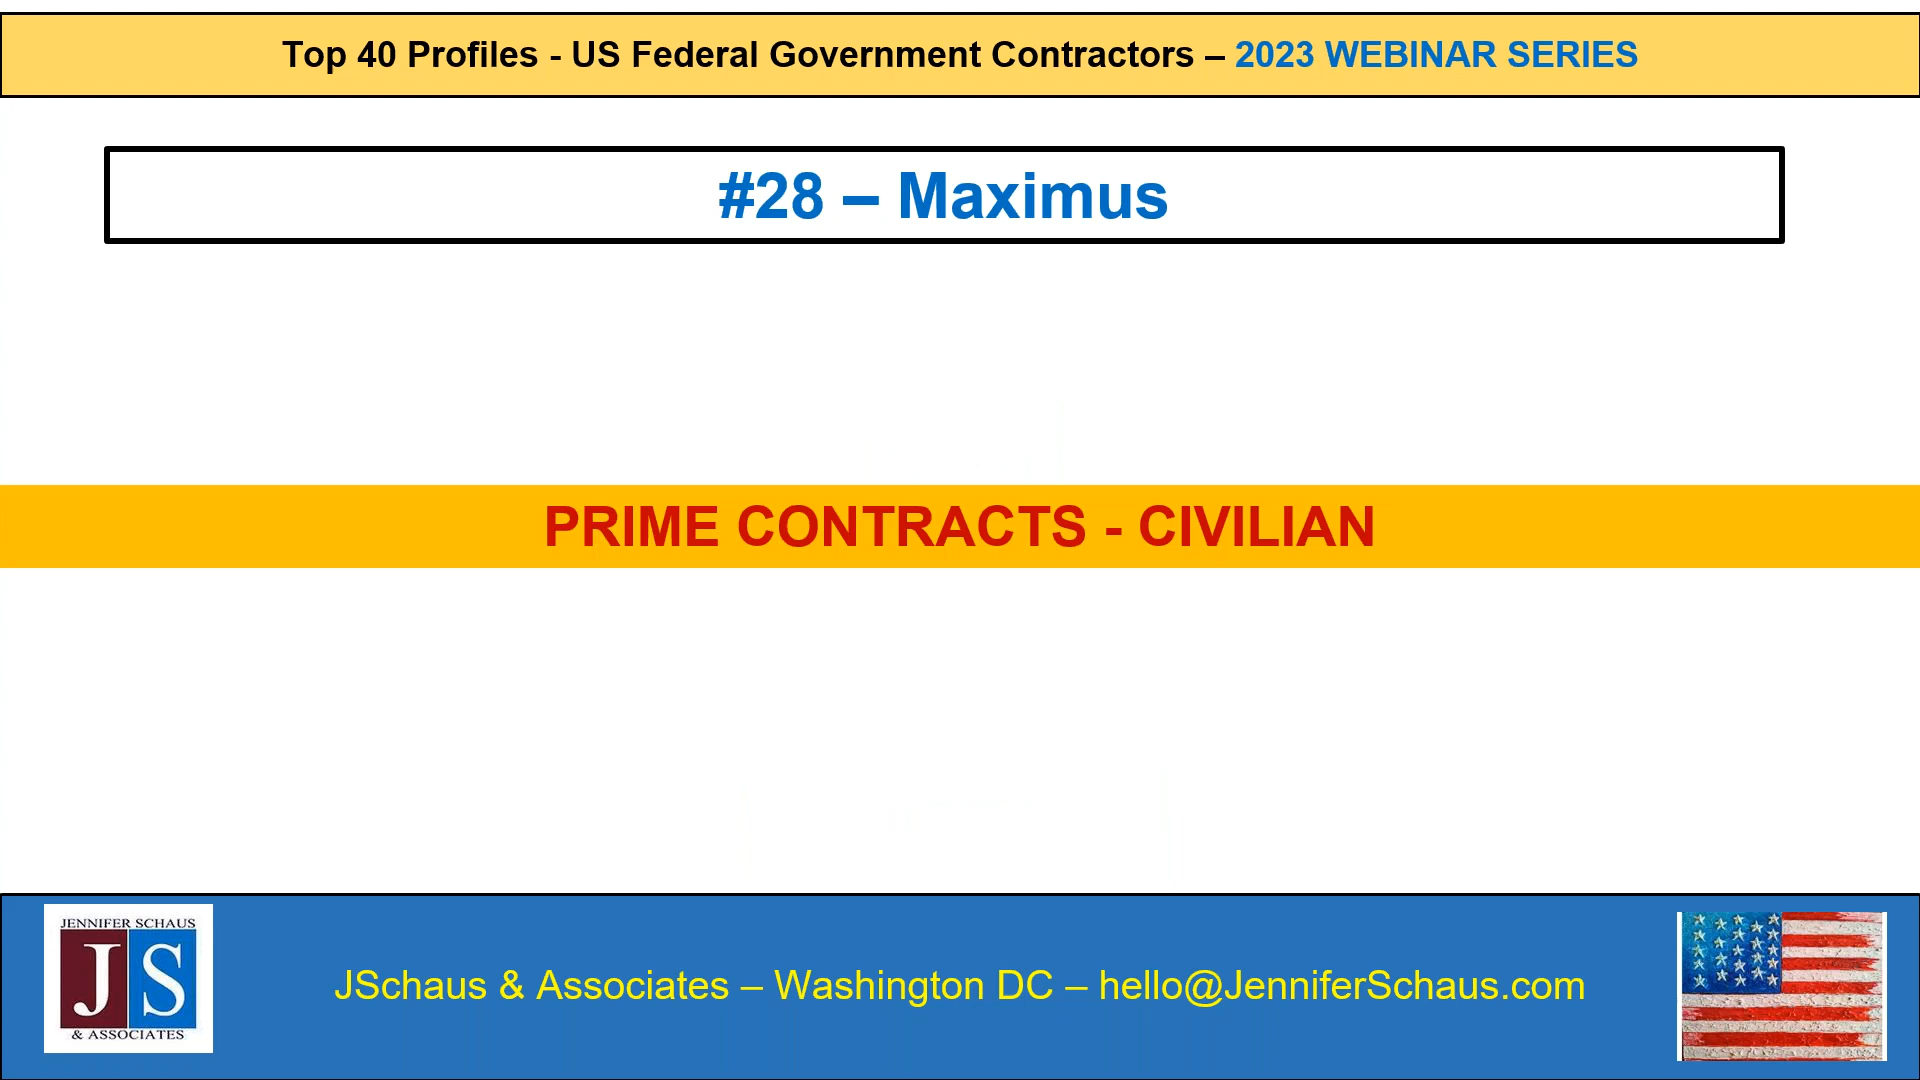 Top 40 Profiles - US Federal Government Contractors – 2023 WEBINAR SERIES
#28 – Maximus
PRIME CONTRACTS - CIVILIAN
JENNIFER SCHAUS
JS
& ASSOCIATES
JSchaus & Associates – Washington DC – hello@JenniferSchaus.com